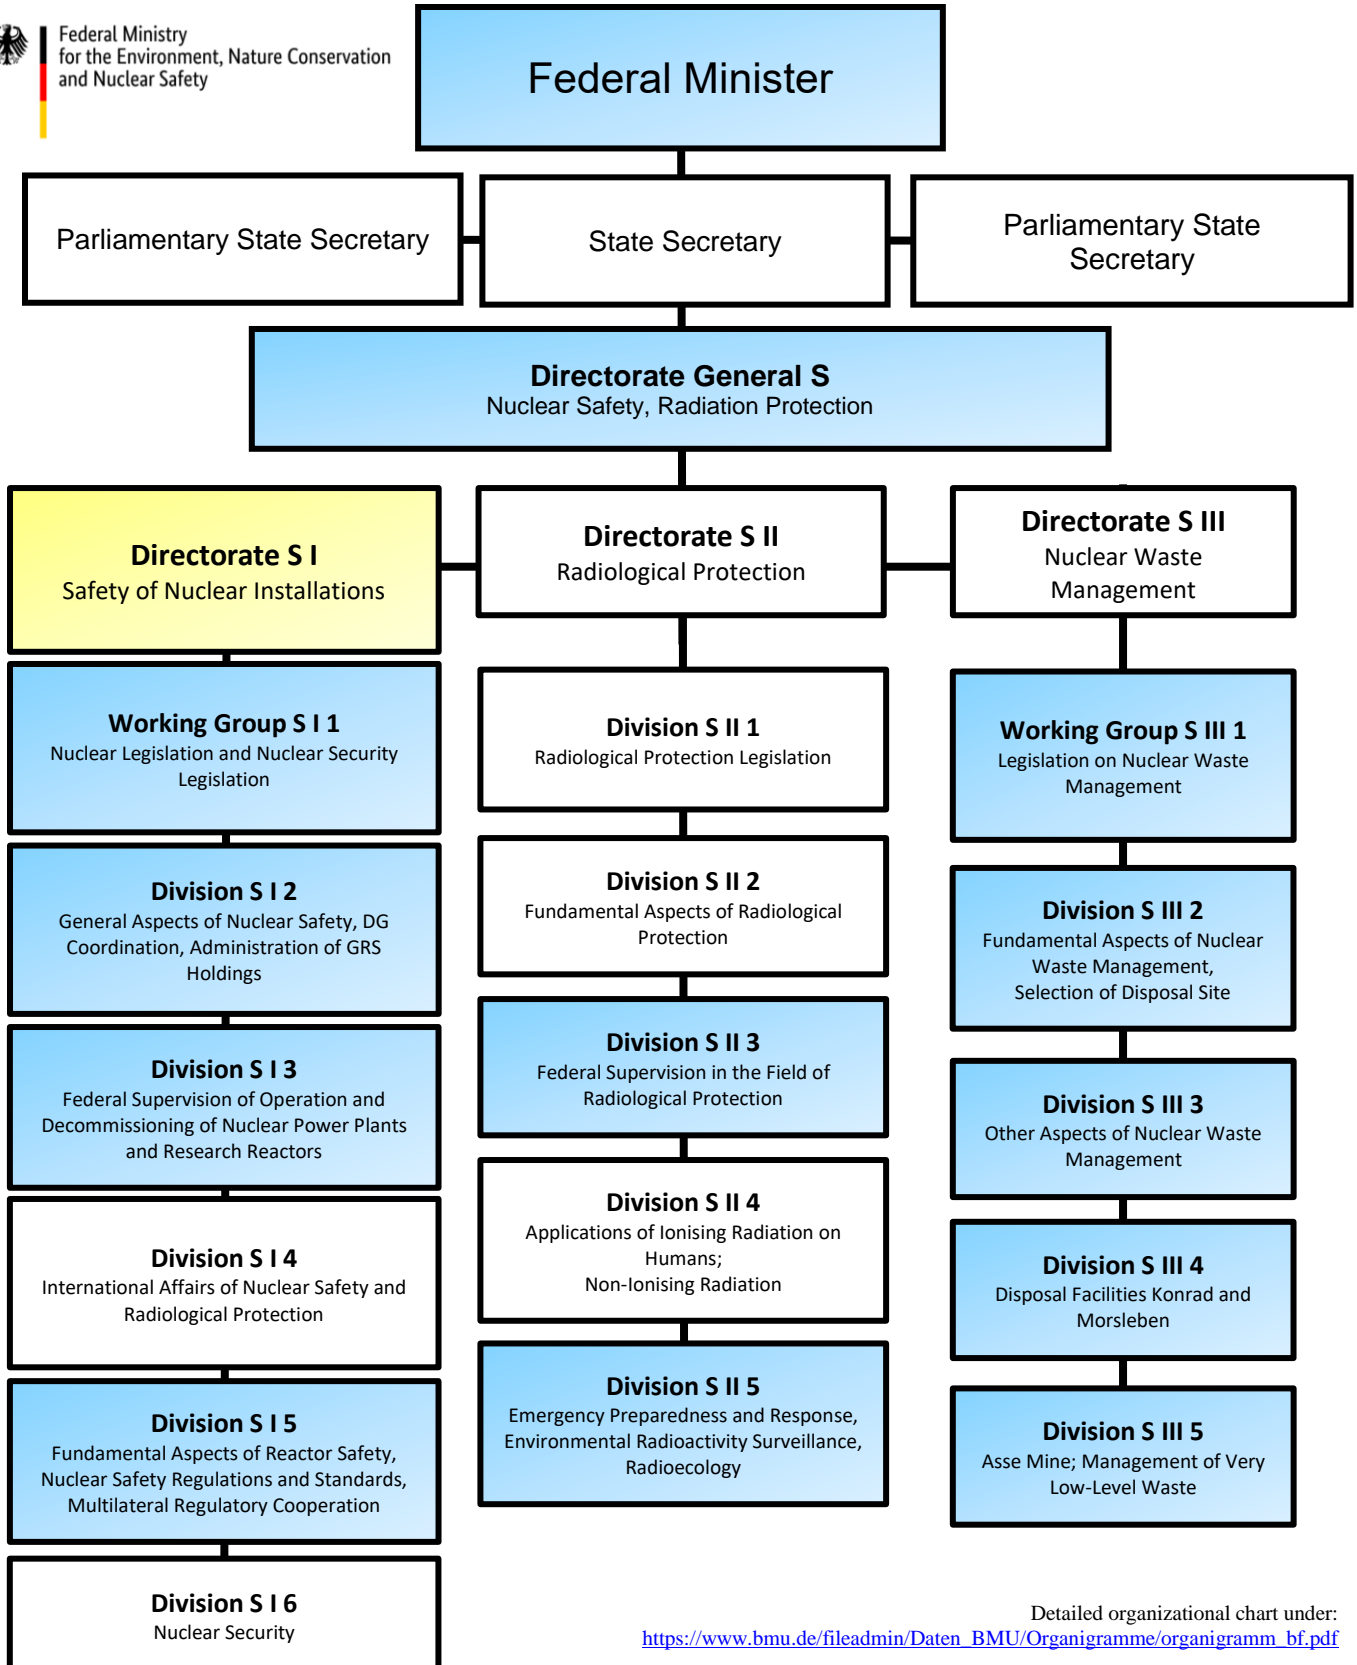 Federal Ministry
for the Environment, Nature Conservation
and Nuclear Safety
Federal Minister
Parliamentary State Secretary
State Secretary
Parliamentary State
Secretary
Directorate General S
Nuclear Safety, Radiation Protection
Directorate S I
Safety of Nuclear Installations
Directorate S II
Radiological Protection
Directorate S III
Nuclear Waste
Management
Working Group S I 1
Nuclear Legislation and Nuclear Security
Legislation
Division S I 2
General Aspects of Nuclear Safety, DG
Coordination, Administration of GRS
Holdings
Division S I 3
Federal Supervision of Operation and
Decommissioning of Nuclear Power Plants
and Research Reactors
Division S I 4
International Affairs of Nuclear Safety and
Radiological Protection
Division S I 5
Fundamental Aspects of Reactor Safety,
Nuclear Safety Regulations and Standards,
Multilateral Regulatory Cooperation
Division S I 6
Nuclear Security
Division S II 1
Radiological Protection Legislation
Division S II 2
Fundamental Aspects of Radiological
Protection
Division S II 3
Federal Supervision in the Field of
Radiological Protection
Division S II 4
Applications of Ionising Radiation on
Humans;
Non-Ionising Radiation
Division S II 5
Emergency Preparedness and Response,
Environmental Radioactivity Surveillance,
Radioecology
Working Group S III 1
Legislation on Nuclear Waste
Management
Division S III 2
Fundamental Aspects of Nuclear
Waste Management,
Selection of Disposal Site
Division S III 3
Other Aspects of Nuclear Waste
Management
Division S III 4
Disposal Facilities Konrad and
Morsleben
Division S III 5
Asse Mine; Management of Very
Low-Level Waste
Detailed organizational chart under:
https://www.bmu.de/fileadmin/Daten_BMU/Organigramme/organigramm_bf.pdf